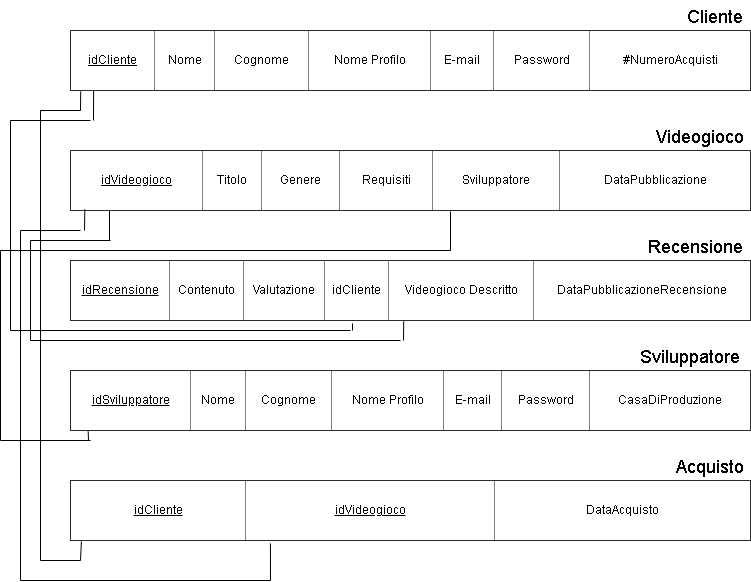 Cliente
idCliente Nome Cognome Nome Profilo E-mail Password #NumeroAcquisti
Videogioco
idVideogioco Titolo Genere Requisiti Sviluppatore DataPubblicazione
Recensione
idRecensione Contenuto Valutazione idCliente Videogioco Descritto DataPubblicazioneRecensione
Sviluppatore
idSviluppatore Nome Cognome Nome Profilo E-mail Password CasaDiProduzione
Acquisto
idCliente idVideogioco DataAcquisto